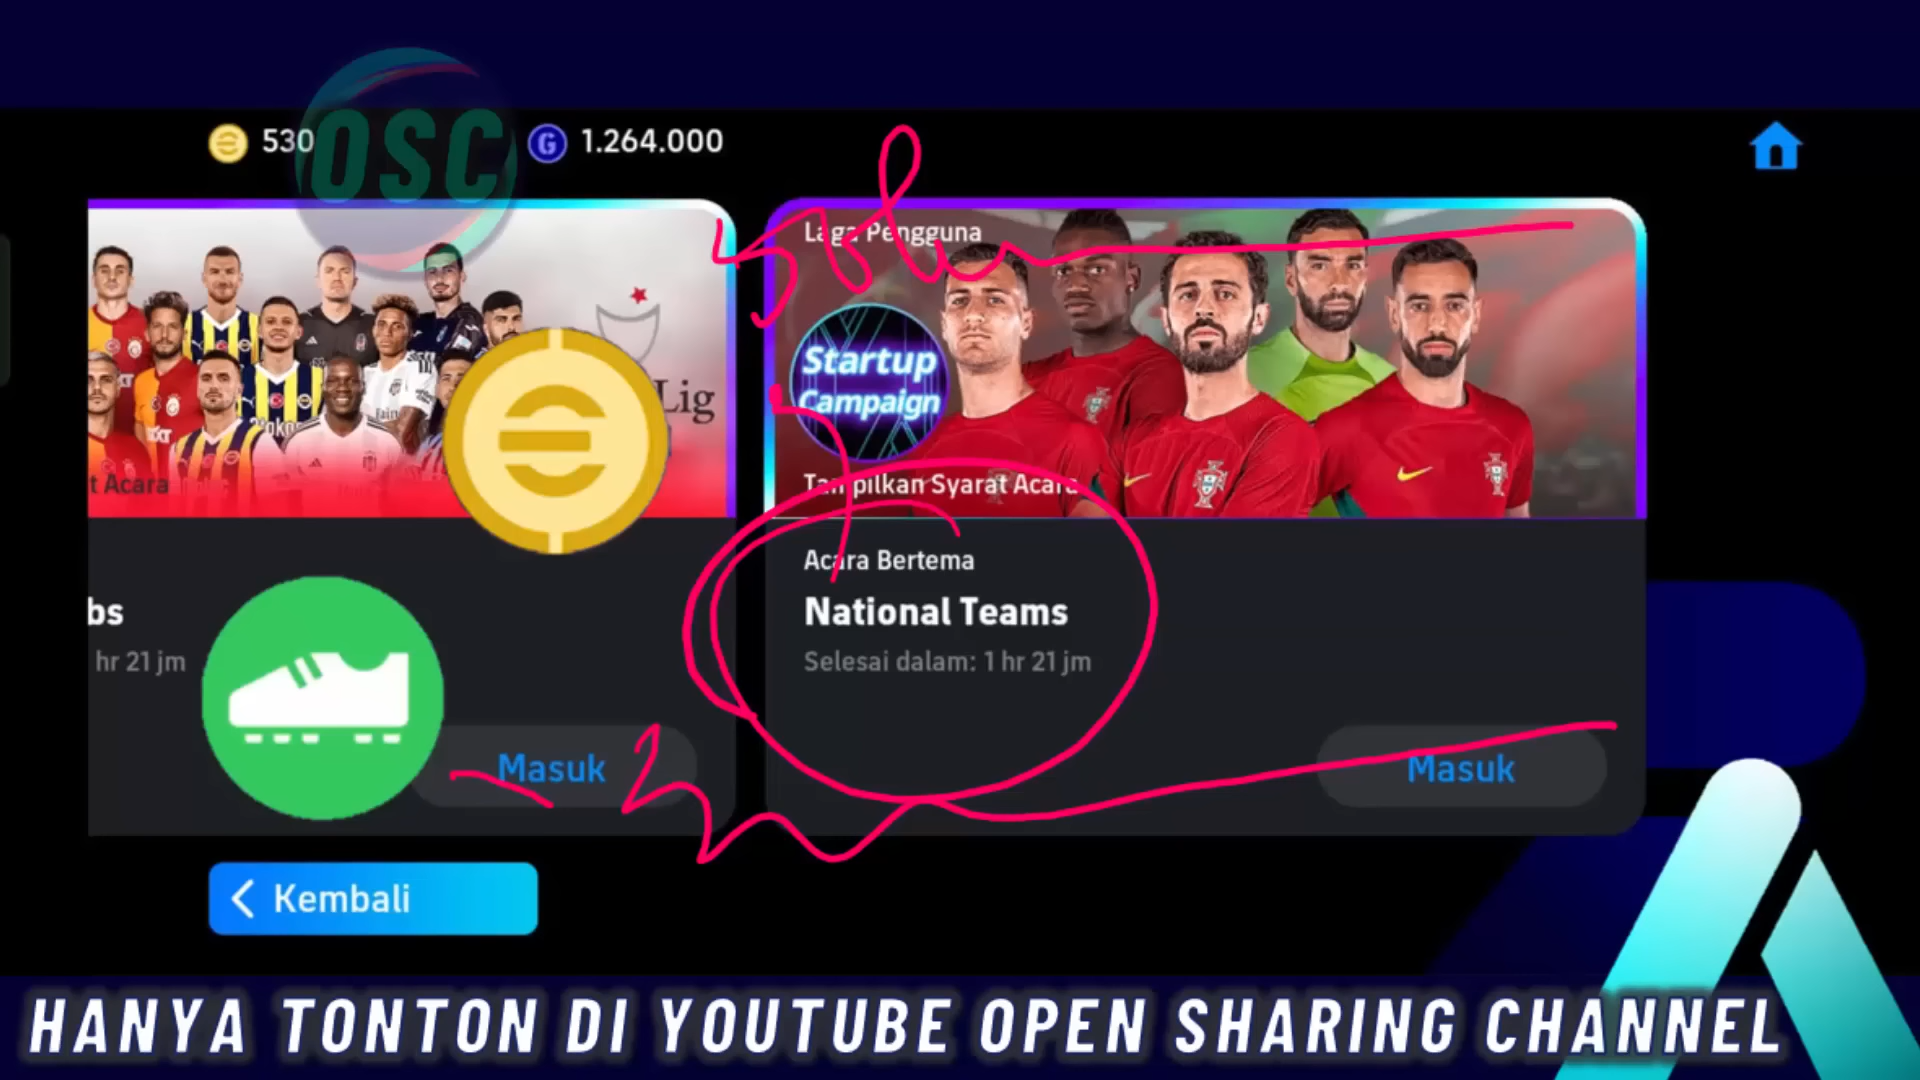 OSC
530
G 1.264.000
Laga Pengguna
Lig
Startup
Campaign
t Acara
Tampilkan Syarat Acara
Acara Bertema
bs
National Teams
hr 21 jm
Selesai dalam: 1 hr 21 jm
Masuk
Masuk
Kembali
HANYA TONTON DI YOUTUBE OPEN SHARING CHANNEL